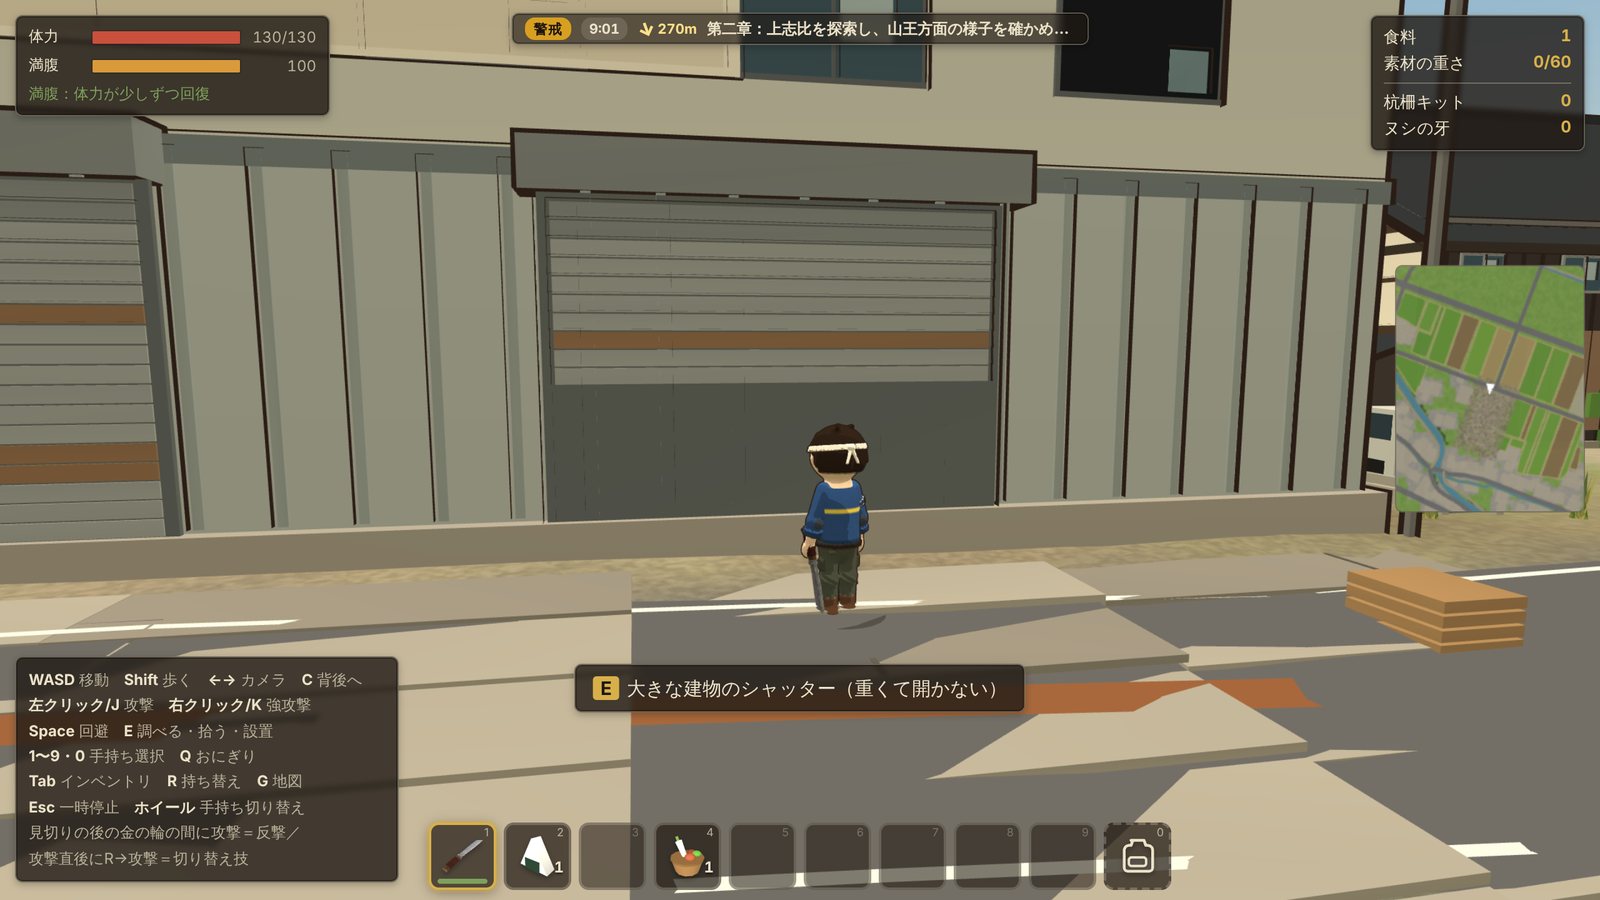 体力 130/130
満腹 100
満腹：体力が少しずつ回復
警戒 9:01 270m 第二章：上志比を探索し、山王方面の様子を確かめ…
食料 1
素材の重さ 0/60
杭柵キット 0
ヌシの牙 0
E 大きな建物のシャッター（重くて開かない）
WASD 移動 Shift 歩く ←→ カメラ C 背後へ
左クリック/J 攻撃 右クリック/K 強攻撃
Space 回避 E 調べる・拾う・設置
1〜9・0 手持ち選択 Q おにぎり
Tab インベントリ R 持ち替え G 地図
Esc 一時停止 ホイール 手持ち切り替え
見切りの後の金の輪の間に攻撃＝反撃／
攻撃直後にR→攻撃＝切り替え技
1 2 3 4 5 6 7 8 9 0
1 1